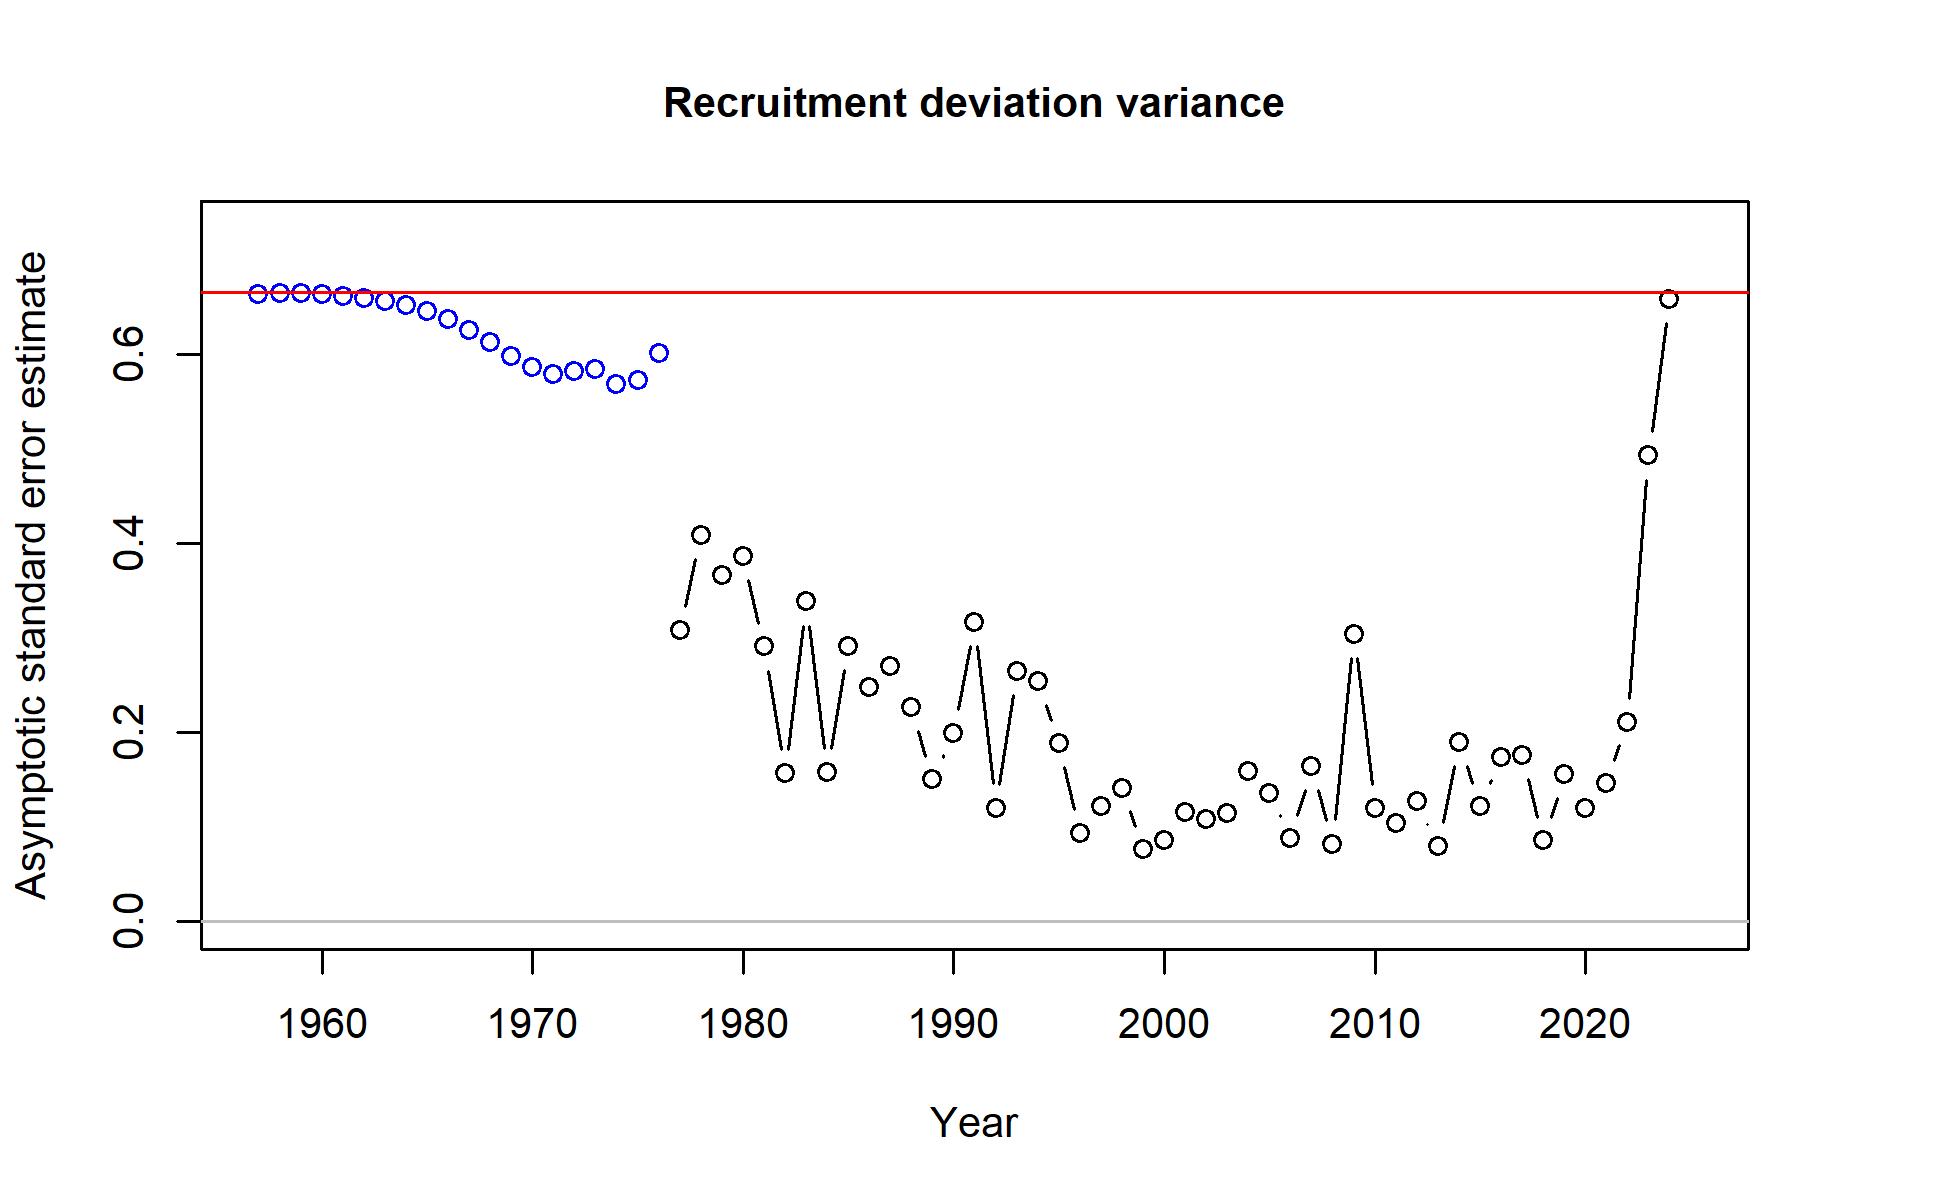 Recruitment deviation variance
Asymptotic standard error estimate
0.6
0.4
0.2
0.0
1960 1970 1980 1990 2000 2010 2020
Year